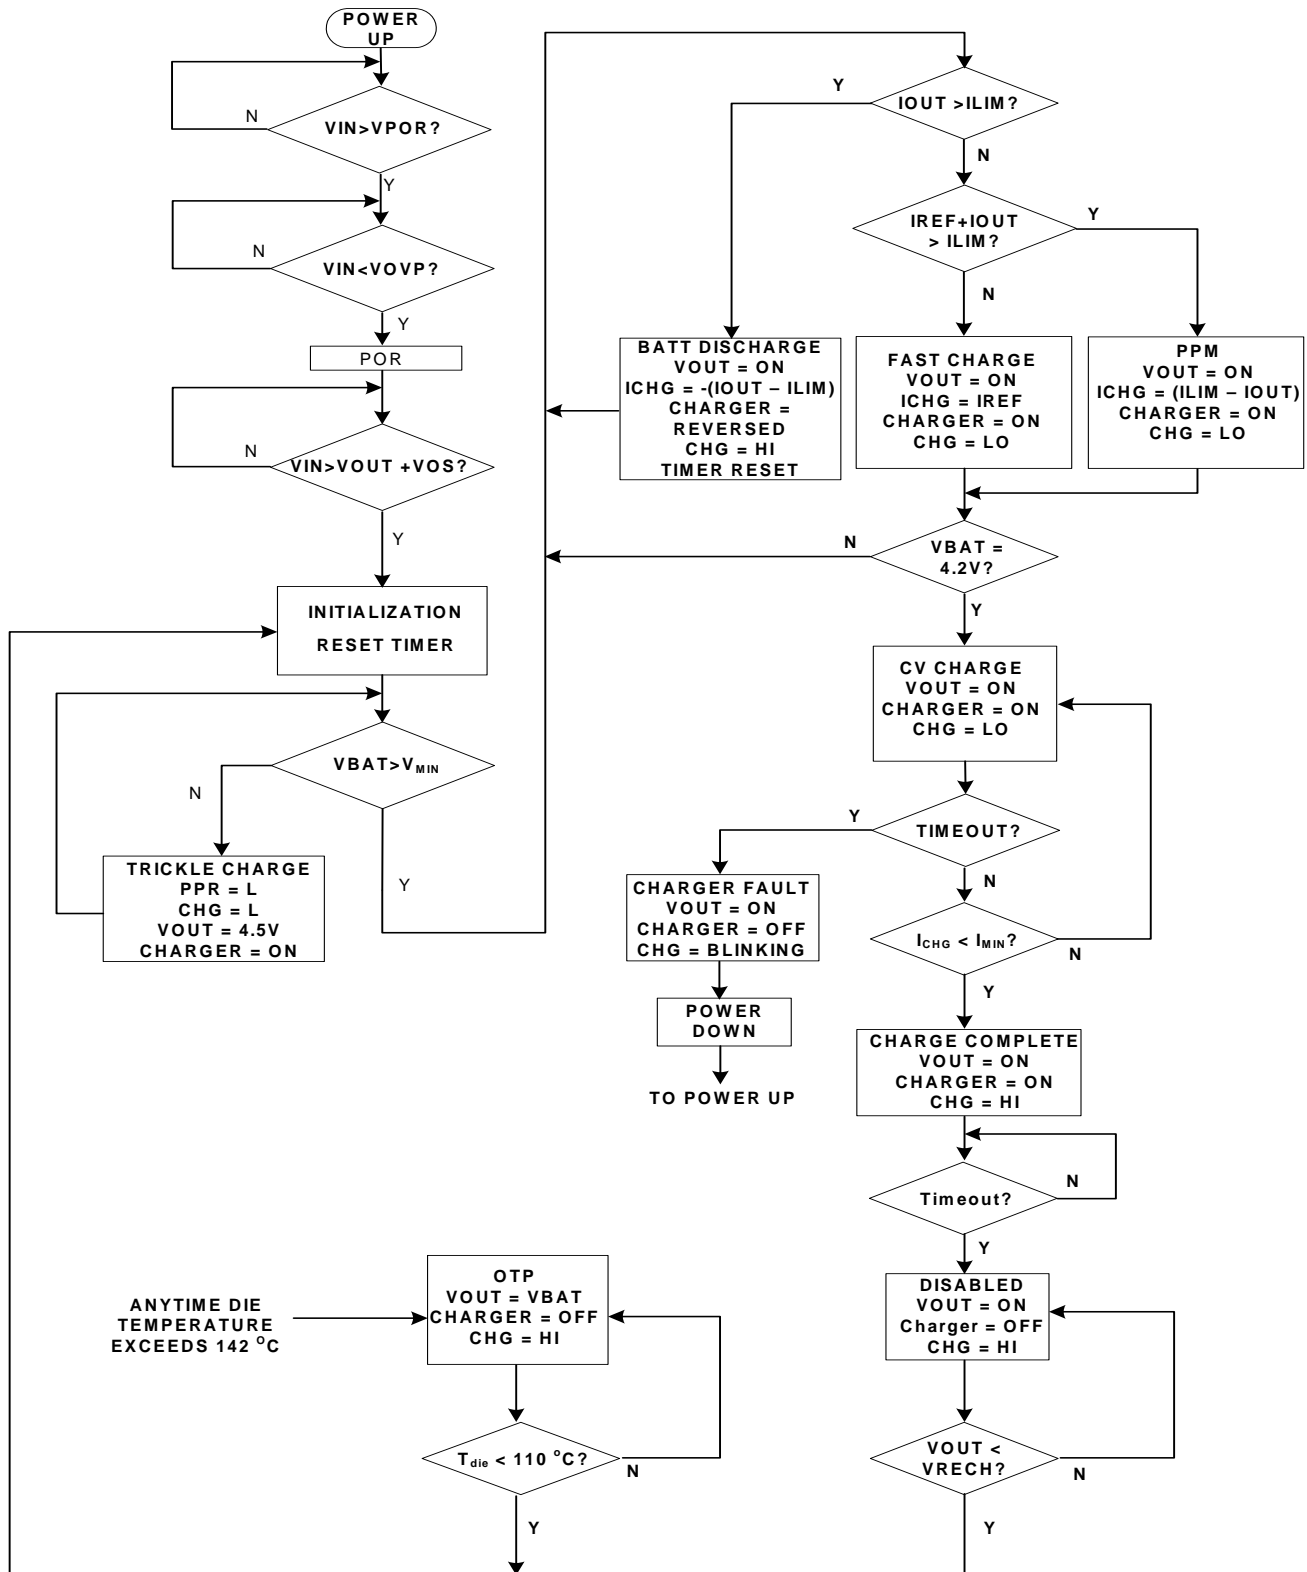 POWER
UP
N
VIN>VPOR?
Y
N
VIN<VOVP?
Y
POR
N
VIN>VOUT +VOS?
Y
INITIALIZATION
RESET TIMER
VBAT>VMIN
N
Y
TRICKLE CHARGE
PPR = L
CHG = L
VOUT = 4.5V
CHARGER = ON
Y
IOUT >ILIM?
N
IREF+IOUT
> ILIM?
Y
N
BATT DISCHARGE
VOUT = ON
ICHG = -(IOUT – ILIM)
CHARGER =
REVERSED
CHG = HI
TIMER RESET
FAST CHARGE
VOUT = ON
ICHG = IREF
CHARGER = ON
CHG = LO
PPM
VOUT = ON
ICHG = (ILIM – IOUT)
CHARGER = ON
CHG = LO
N
VBAT =
4.2V?
Y
CV CHARGE
VOUT = ON
CHARGER = ON
CHG = LO
Y
TIMEOUT?
N
CHARGER FAULT
VOUT = ON
CHARGER = OFF
CHG = BLINKING
POWER
DOWN
TO POWER UP
ICHG < IMIN?
N
Y
CHARGE COMPLETE
VOUT = ON
CHARGER = ON
CHG = HI
Timeout?
N
Y
DISABLED
VOUT = ON
Charger = OFF
CHG = HI
VOUT <
VRECH?
N
Y
ANYTIME DIE
TEMPERATURE
EXCEEDS 142 °C
OTP
VOUT = VBAT
CHARGER = OFF
CHG = HI
Tdie < 110 °C?
N
Y